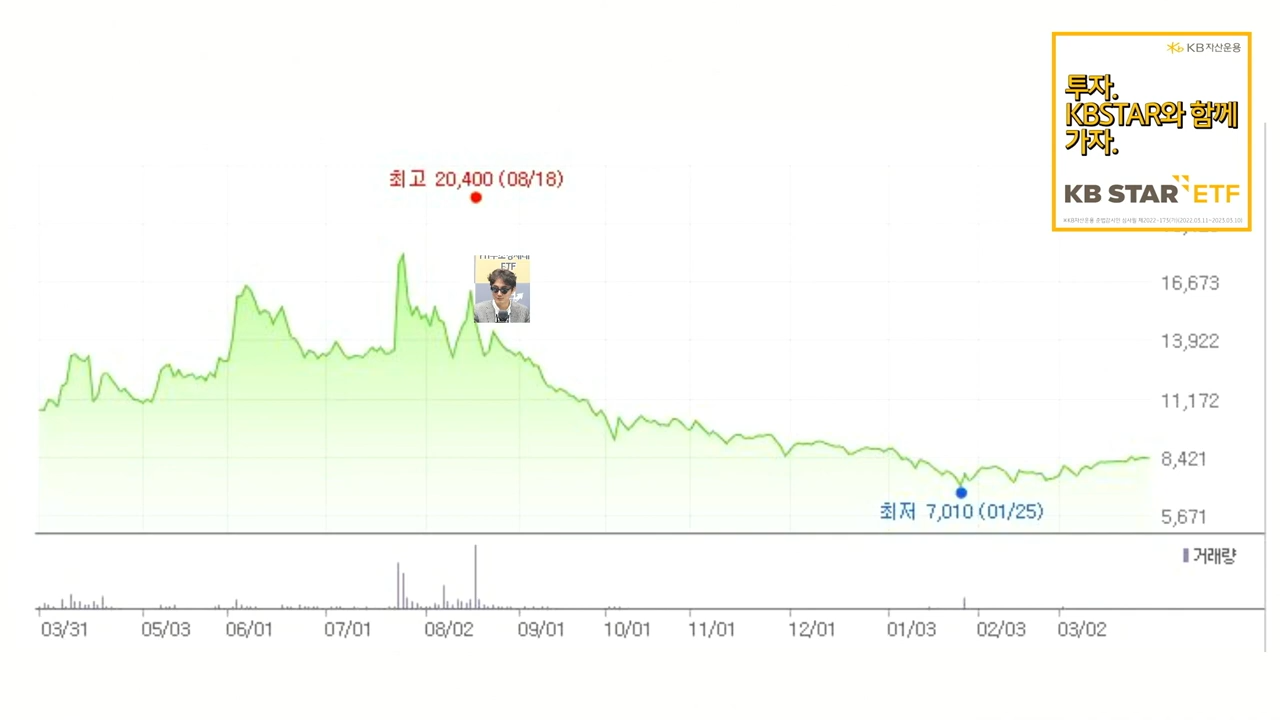 KB자산운용
투자.
KBSTAR와 함께
가자.
KB STAR ETF
최고 20,400 (08/18)
ETF
16,673
13,922
11,172
8,421
최저 7,010 (01/25)
5,671
거래량
03/31 05/03 06/01 07/01 08/02 09/01 10/01 11/01 12/01 01/03 02/03 03/02